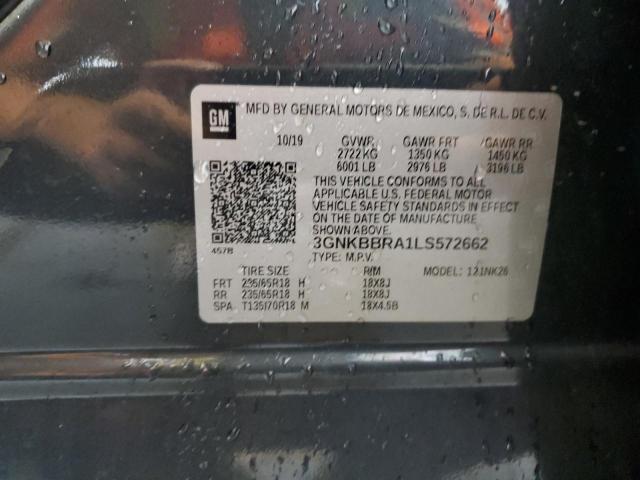 GM
MFD BY GENERAL MOTORS DE MEXICO, S. DE R.L. DE C.V.
10/19 GVWR GAWR FRT GAWR RR
2722 KG 1350 KG 1450 KG
6001 LB 2976 LB 3196 LB
THIS VEHICLE CONFORMS TO ALL
APPLICABLE U.S. FEDERAL MOTOR
VEHICLE SAFETY STANDARDS IN EFFECT
ON THE DATE OF MANUFACTURE
SHOWN ABOVE.
3GNKBBRA1LS572662
457B TYPE: M.P.V.
TIRE SIZE RIM MODEL: 1J1NK26
FRT 235/65R18 H 18X8J
RR 235/65R18 H 18X8J
SPA T135/70R18 M 18X4.5B